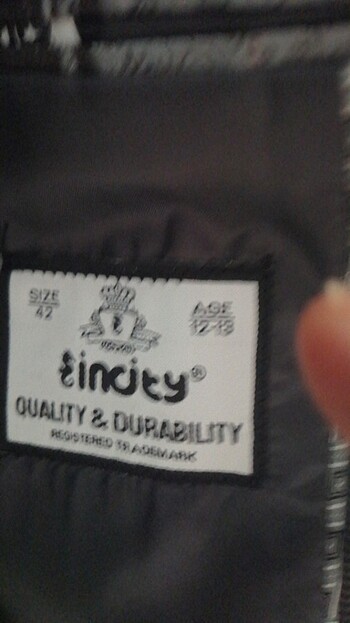 SIZE
42
AGE
12-13
tincity®
QUALITY & DURABILITY
REGISTERED TRADEMARK